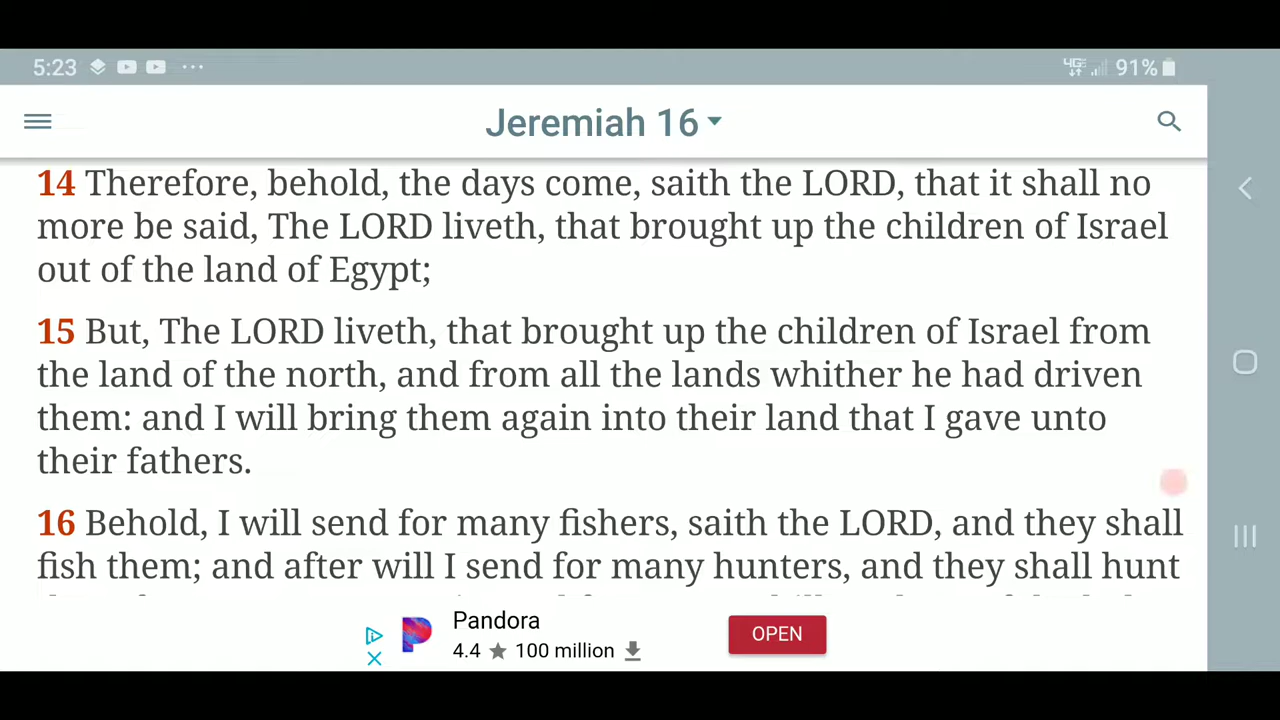 5:23 ... 4GE 91%
Jeremiah 16
14 Therefore, behold, the days come, saith the LORD, that it shall no
more be said, The LORD liveth, that brought up the children of Israel
out of the land of Egypt;
15 But, The LORD liveth, that brought up the children of Israel from
the land of the north, and from all the lands whither he had driven
them: and I will bring them again into their land that I gave unto
their fathers.
16 Behold, I will send for many fishers, saith the LORD, and they shall
fish them; and after will I send for many hunters, and they shall hunt
Pandora
4.4 ★ 100 million
OPEN